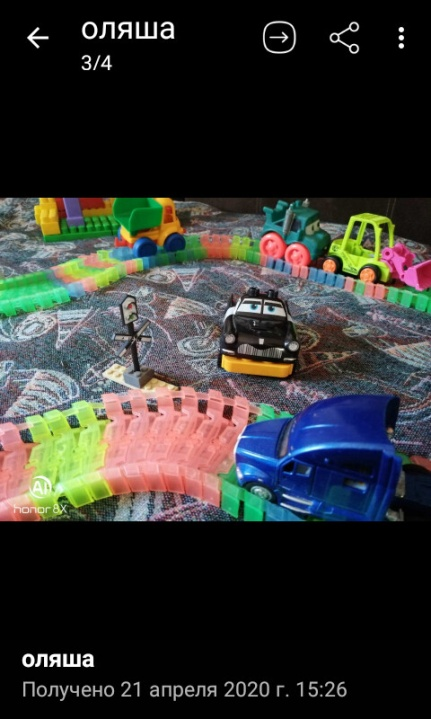 оляша
3/4
AI
honor 8X
оляша
Получено 21 апреля 2020 г. 15:26